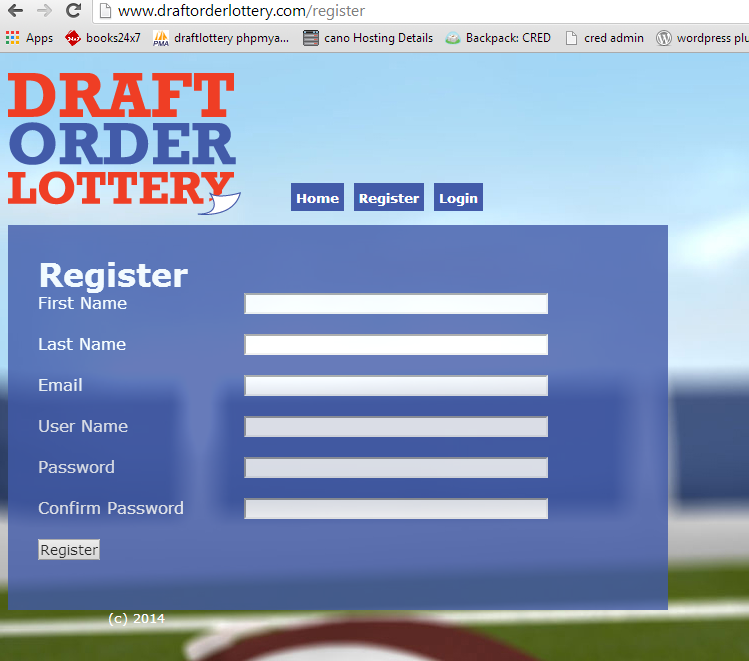 www.draftorderlottery.com/register
Apps books24x7 draftlottery phpmya... cano Hosting Details Backpack: CRED cred admin wordpress plu
DRAFT
ORDER
LOTTERY
Home Register Login
Register
First Name
Last Name
Email
User Name
Password
Confirm Password
Register
(c) 2014